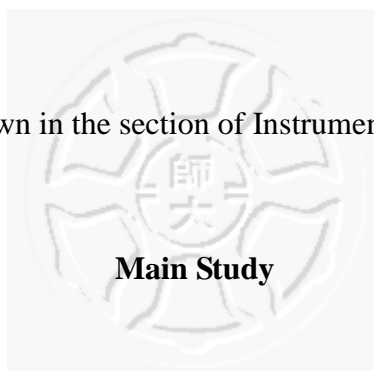 wn in the section of Instrumen
師大
Main Study